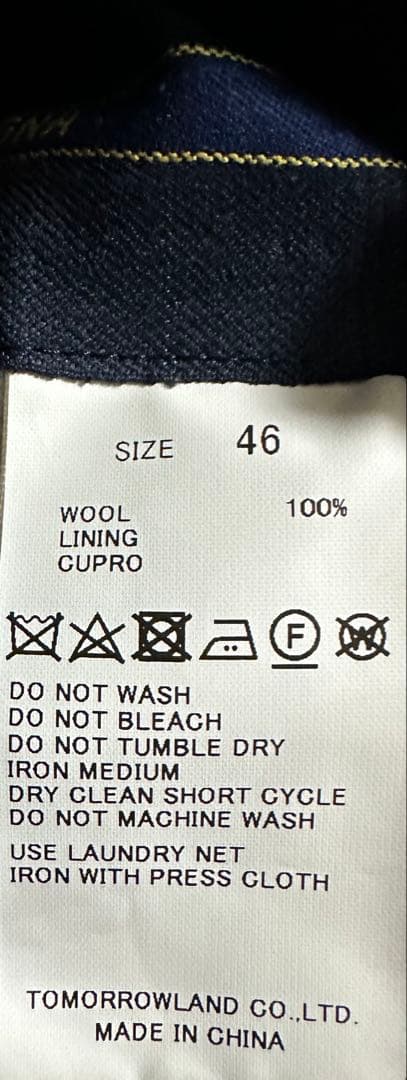 SIZE 46
WOOL 100%
LINING
CUPRO
F W
DO NOT WASH
DO NOT BLEACH
DO NOT TUMBLE DRY
IRON MEDIUM
DRY CLEAN SHORT CYCLE
DO NOT MACHINE WASH
USE LAUNDRY NET
IRON WITH PRESS CLOTH
TOMORROWLAND CO.,LTD.
MADE IN CHINA